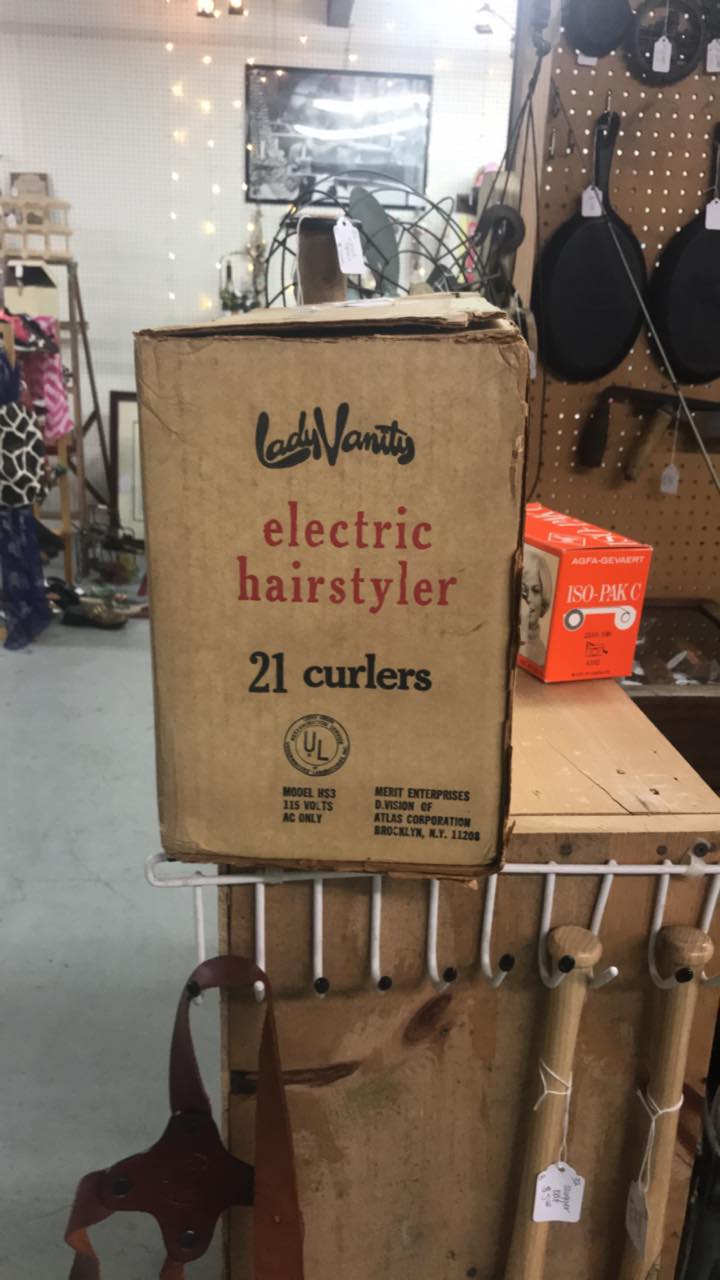 Lady Vanity
electric
hairstyler
21 curlers
UL
MODEL HS3
115 VOLTS
AC ONLY
MERIT ENTERPRISES
D.VISION OF
ATLAS CORPORATION
BROOKLYN, N.Y. 11208
AGFA-GEVAERT
ISO-PAK C